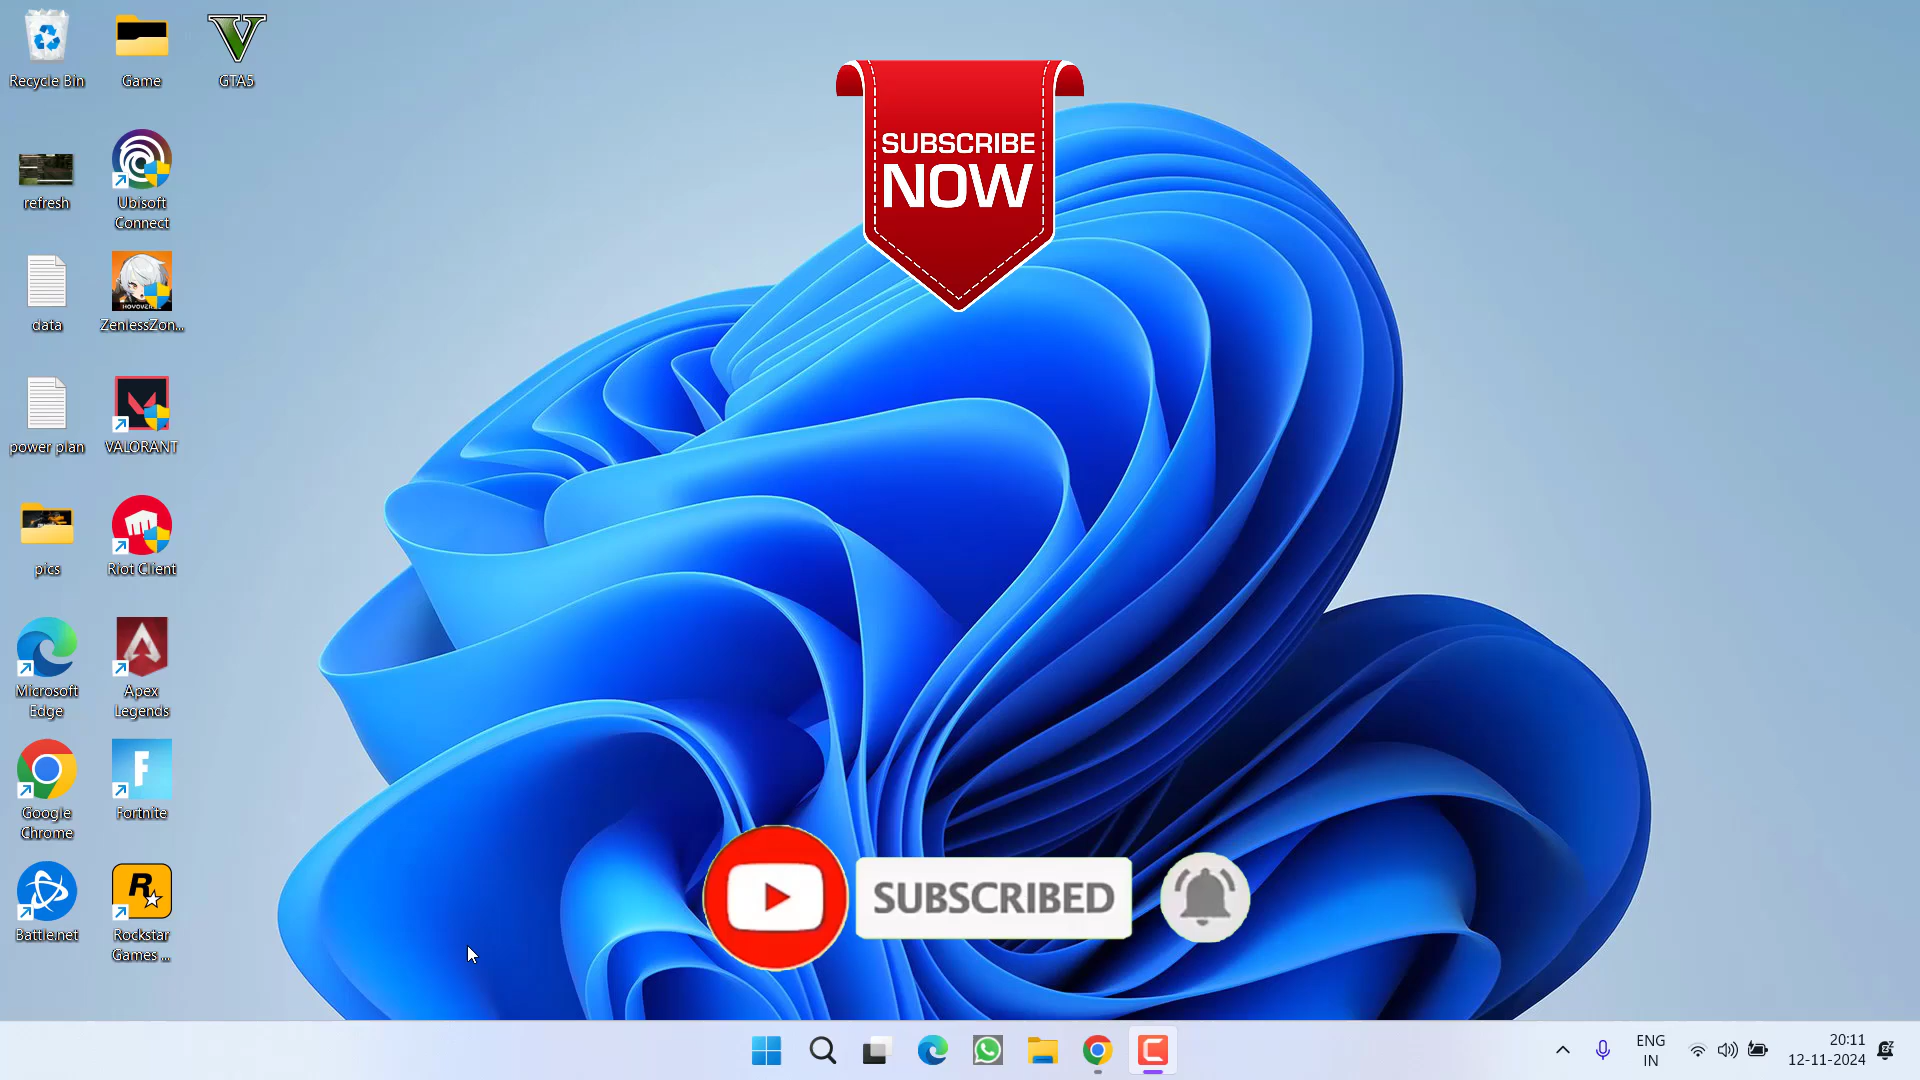 Recycle Bin
Game
GTA5
SUBSCRIBE
NOW
refresh
Ubisoft
Connect
data
HOYOVER
ZenlessZon...
power plan
VALORANT
pics
Riot Client
Microsoft
Edge
Apex
Legends
Google
Chrome
Fortnite
Battle.net
Rockstar
Games ...
SUBSCRIBED
ENG
IN
20:11
12-11-2024